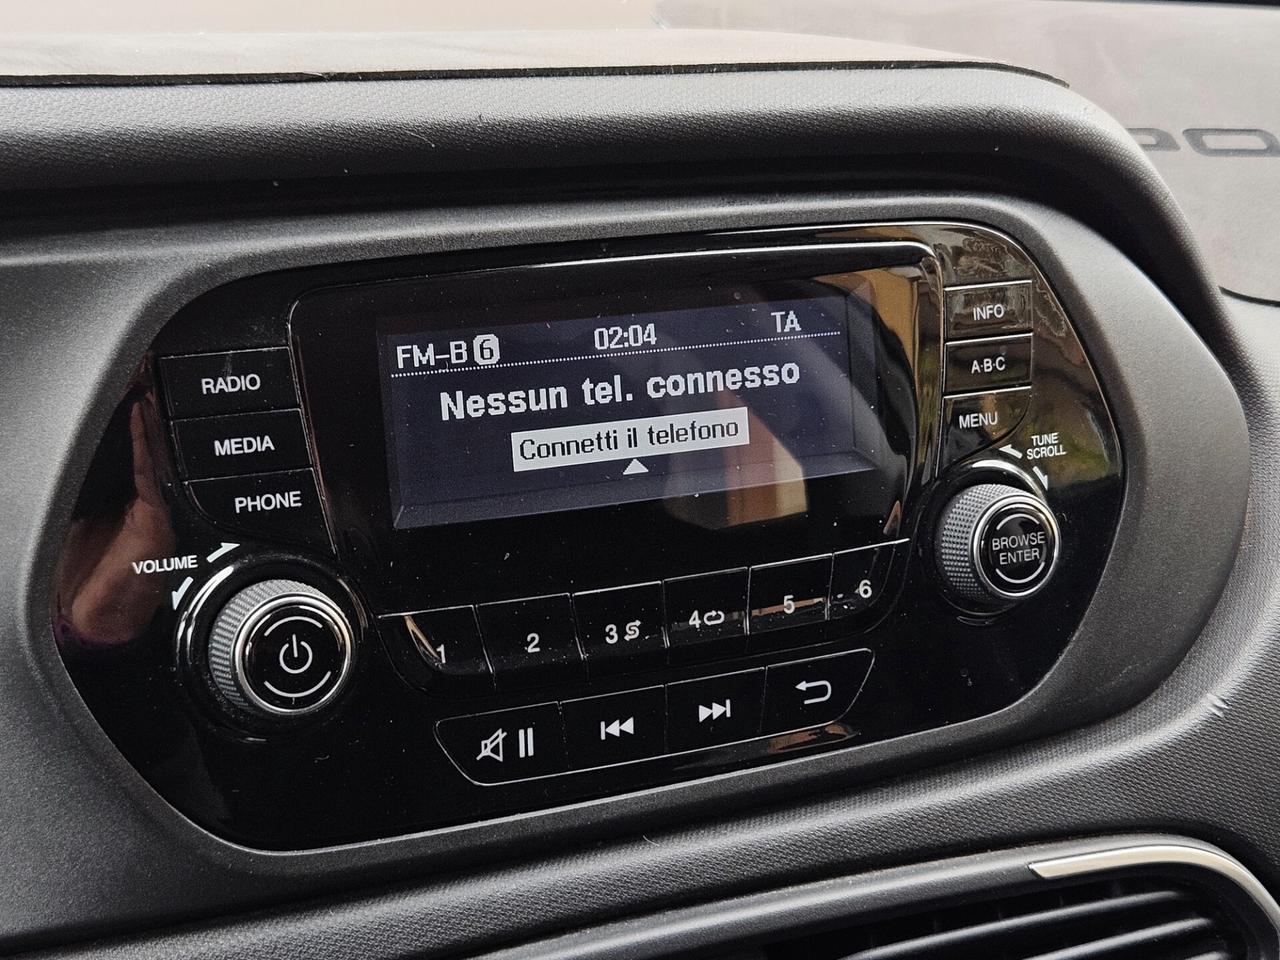 FM-B 6 02:04 TA
Nessun tel. connesso
Connetti il telefono
RADIO
MEDIA
PHONE
VOLUME
INFO
A·B·C
MENU
TUNE
SCROLL
BROWSE
ENTER
1 2 3 4 5 6